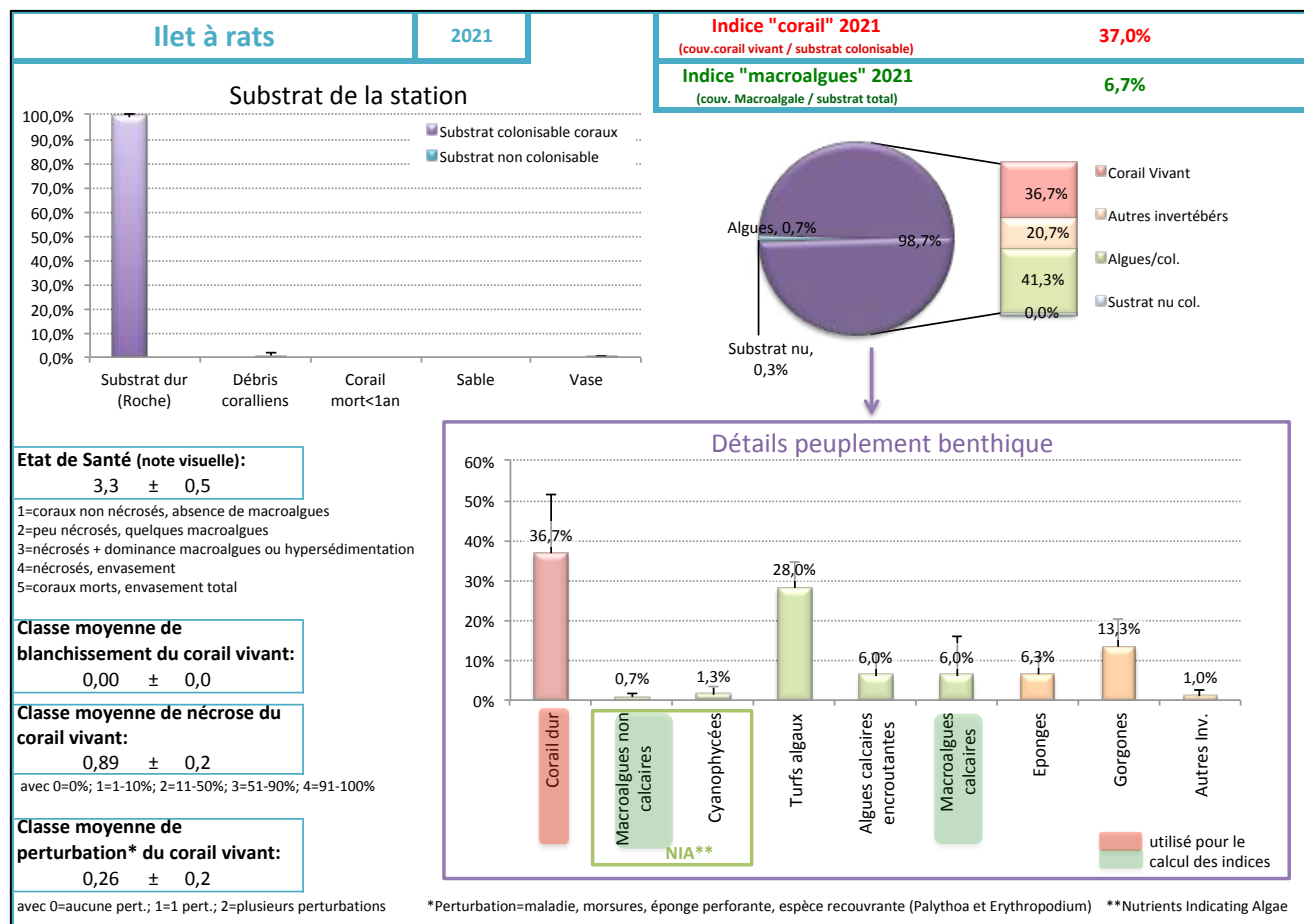 Ilet à rats
2021
Indice "corail" 2021
(couv.corail vivant / substrat colonisable)
37,0%
Indice "macroalgues" 2021
(couv. Macroalgale / substrat total)
6,7%
Substrat de la station
100,0%
90,0%
80,0%
70,0%
60,0%
50,0%
40,0%
30,0%
20,0%
10,0%
0,0%
Substrat colonisable coraux
Substrat non colonisable
Substrat dur
(Roche)
Débris
coralliens
Corail
mort<1an
Sable
Vase
Algues, 0,7%
98,7%
Substrat nu,
0,3%
36,7%
20,7%
41,3%
0,0%
Corail Vivant
Autres invertébérs
Algues/col.
Sustrat nu col.
Etat de Santé (note visuelle):
3,3 ± 0,5
1=coraux non nécrosés, absence de macroalgues
2=peu nécrosés, quelques macroalgues
3=nécrosés + dominance macroalgues ou hypersédimentation
4=nécrosés, envasement
5=coraux morts, envasement total
Classe moyenne de
blanchissement du corail vivant:
0,00 ± 0,0
Classe moyenne de nécrose du
corail vivant:
0,89 ± 0,2
avec 0=0%; 1=1-10%; 2=11-50%; 3=51-90%; 4=91-100%
Classe moyenne de
perturbation* du corail vivant:
0,26 ± 0,2
avec 0=aucune pert.; 1=1 pert.; 2=plusieurs perturbations
Détails peuplement benthique
60%
50%
40%
30%
20%
10%
0%
36,7%
0,7%
1,3%
28,0%
6,0%
6,0%
6,3%
13,3%
1,0%
Corail dur
Macroalgues non
calcaires
Cyanophycées
Turfs algaux
Algues calcaires
encroutantes
Macroalgues
calcaires
Eponges
Gorgones
Autres Inv.
NIA**
utilisé pour le
calcul des indices
*Perturbation=maladie, morsures, éponge perforante, espèce recouvrante (Palythoa et Erythropodium) **Nutrients Indicating Algae